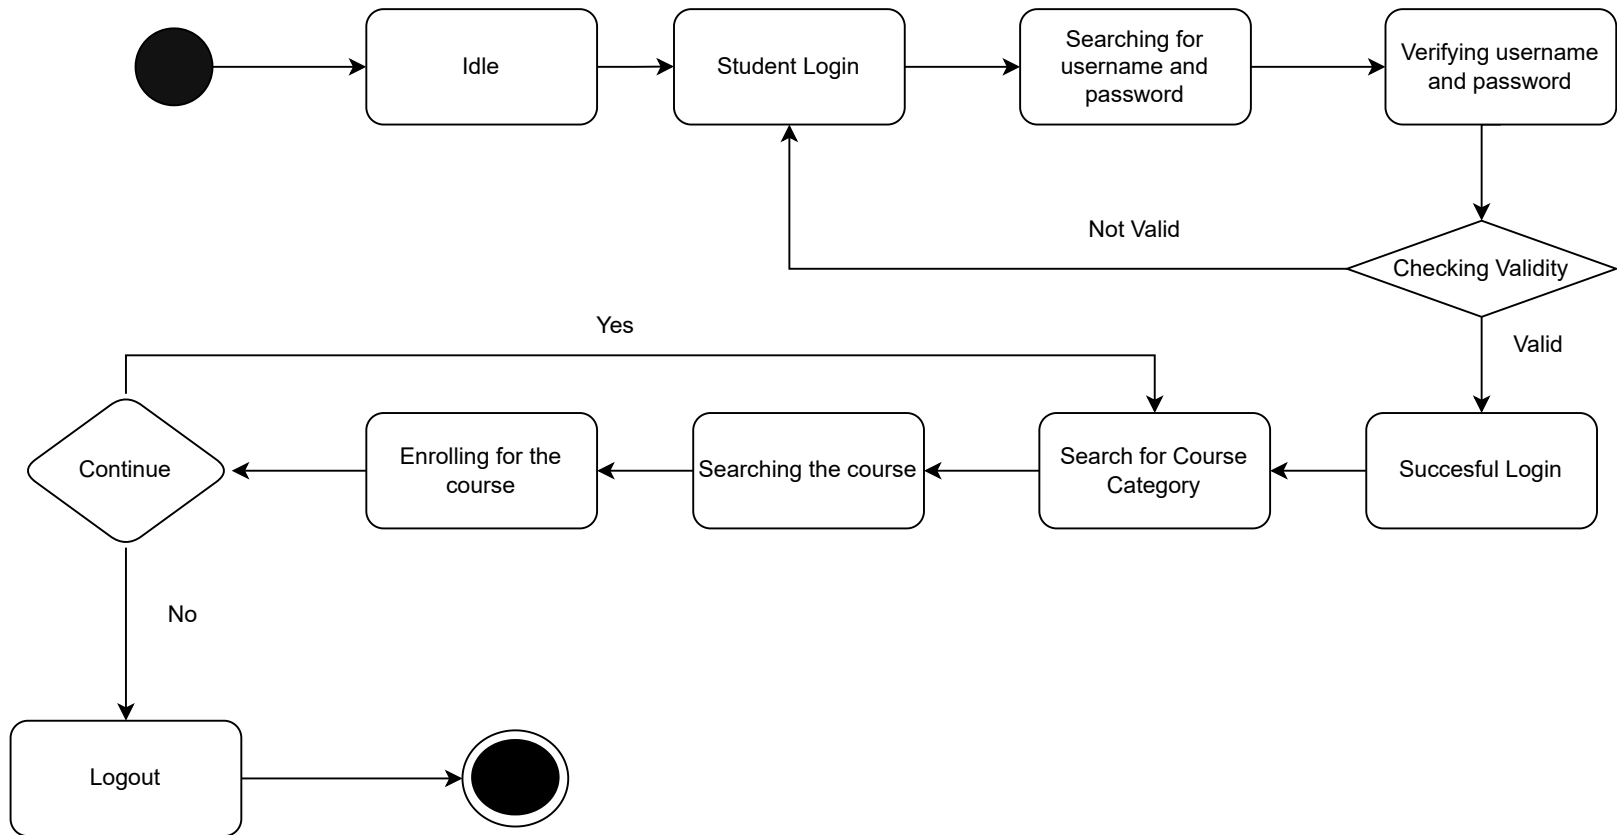 Idle
Student Login
Searching for
username and
password
Verifying username
and password
Not Valid
Checking Validity
Valid
Yes
Continue
Enrolling for the
course
Searching the course
Search for Course
Category
Succesful Login
No
Logout